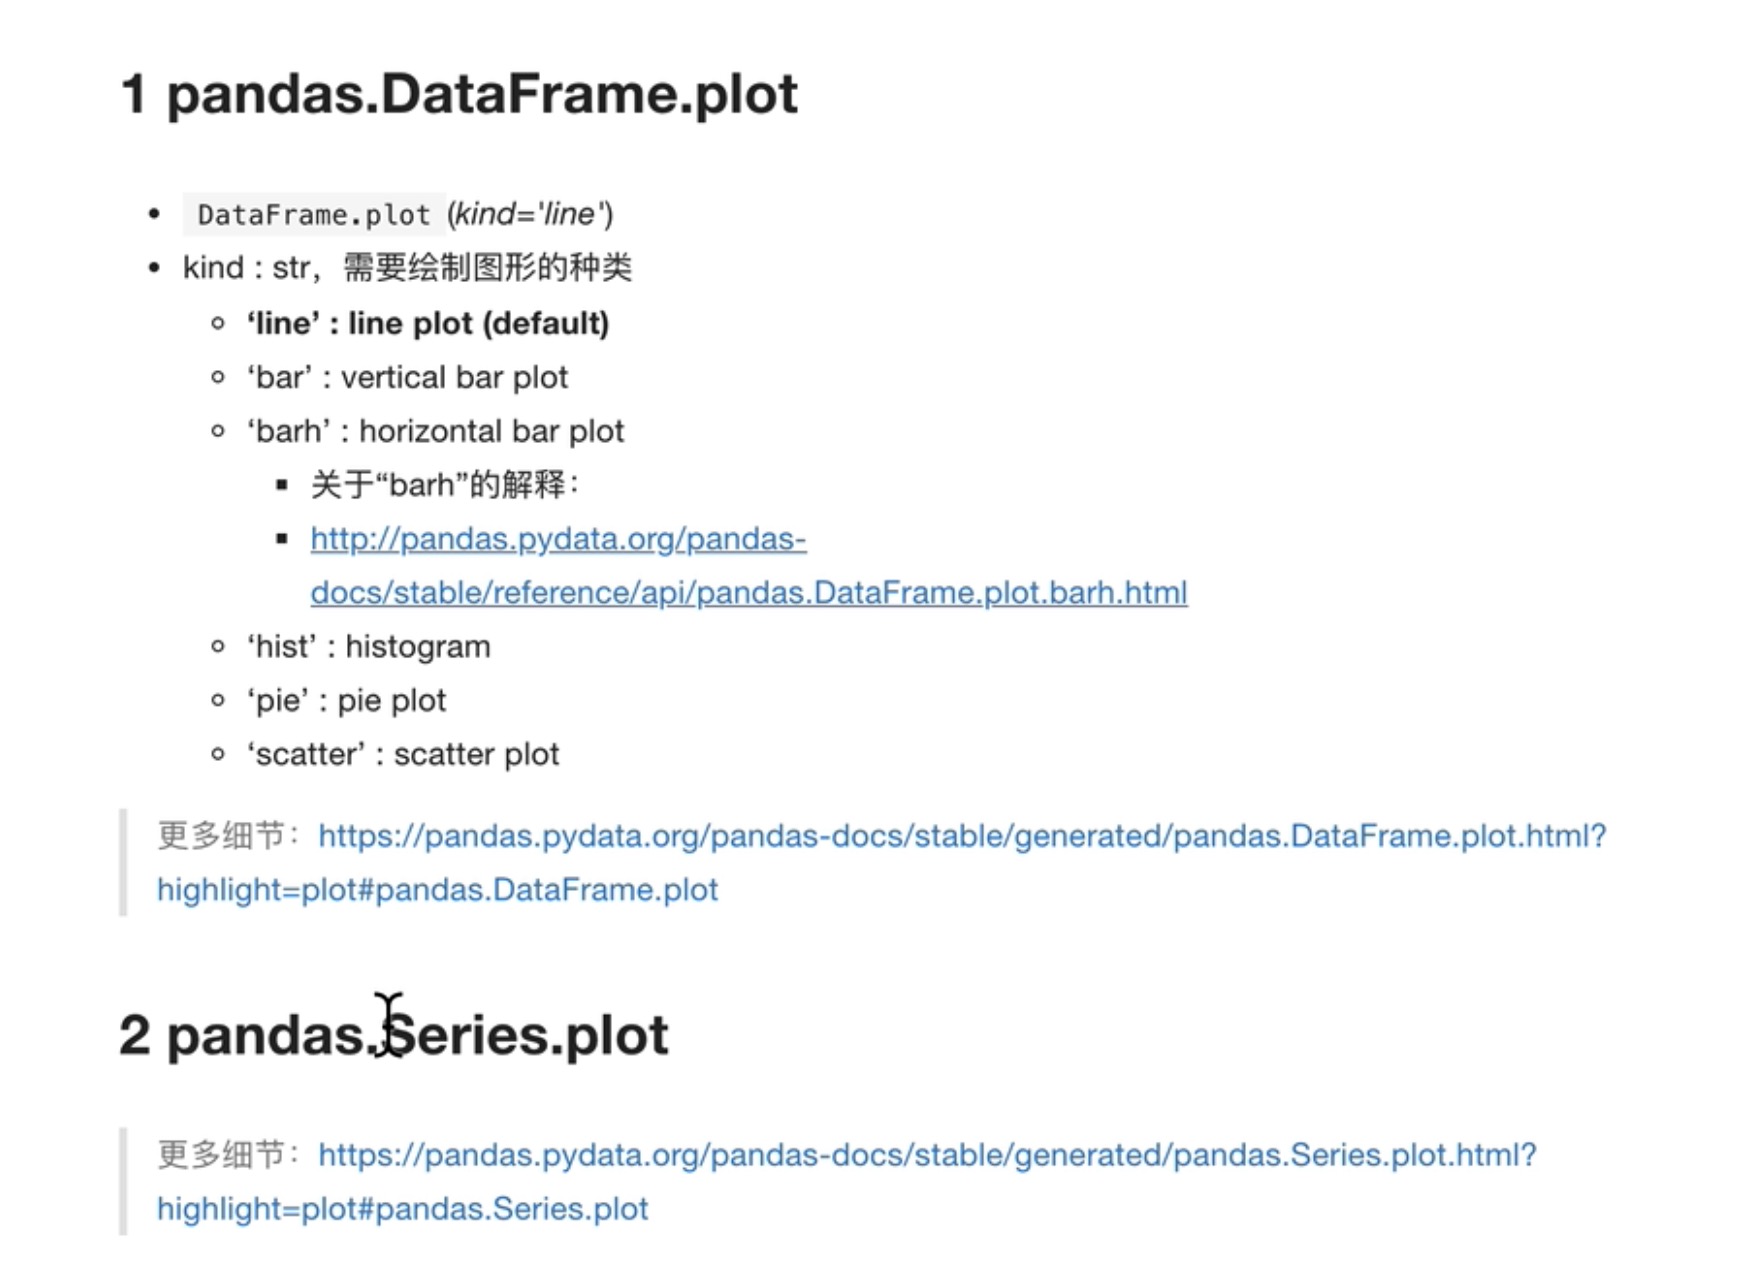 1 pandas.DataFrame.plot
DataFrame.plot (kind='line')
kind : str，需要绘制图形的种类
‘line’ : line plot (default)
‘bar’ : vertical bar plot
‘barh’ : horizontal bar plot
关于“barh”的解释：
http://pandas.pydata.org/pandas-
docs/stable/reference/api/pandas.DataFrame.plot.barh.html
‘hist’ : histogram
‘pie’ : pie plot
‘scatter’ : scatter plot
更多细节：https://pandas.pydata.org/pandas-docs/stable/generated/pandas.DataFrame.plot.html?
highlight=plot#pandas.DataFrame.plot
2 pandas.Series.plot
更多细节：https://pandas.pydata.org/pandas-docs/stable/generated/pandas.Series.plot.html?
highlight=plot#pandas.Series.plot